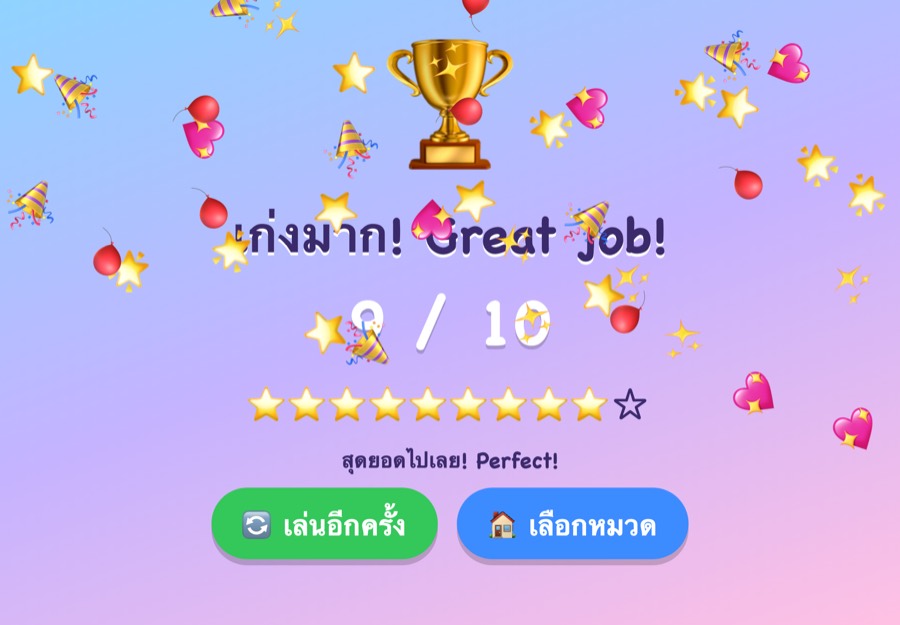 เก่งมาก! Great job!
9 / 10
สุดยอดไปเลย! Perfect!
เล่นอีกครั้ง
เลือกหมวด